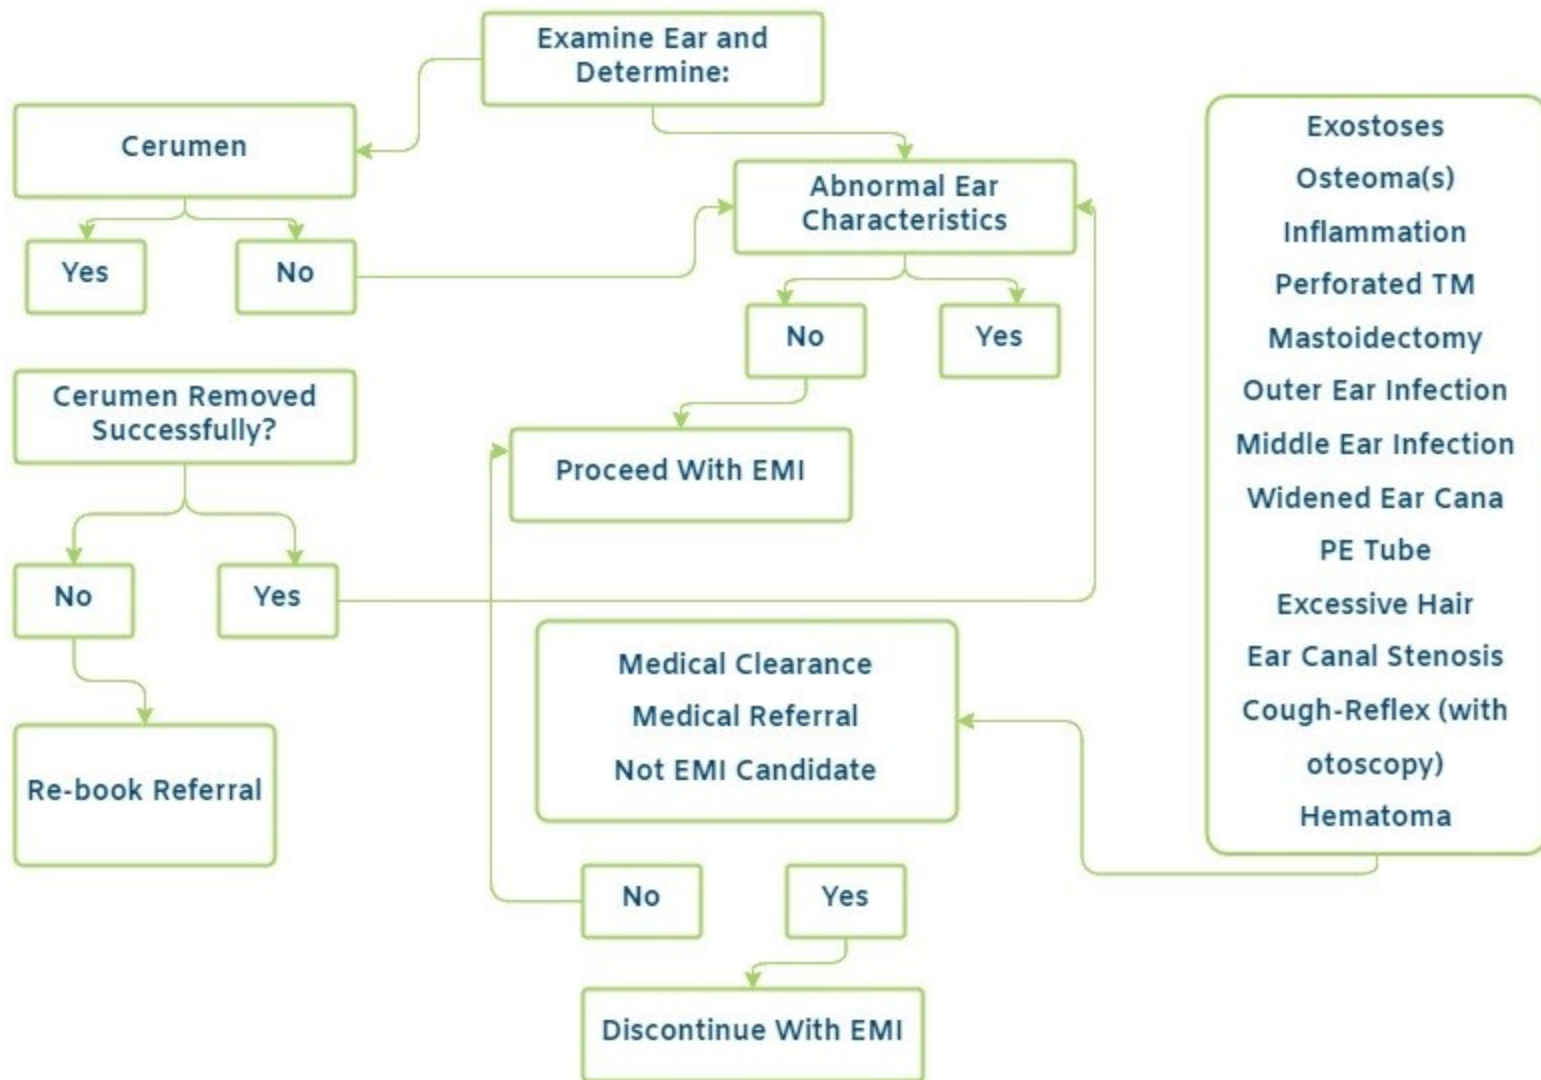 Examine Ear and
Determine:
Cerumen
Yes
No
Abnormal Ear
Characteristics
No
Yes
Cerumen Removed
Successfully?
No
Yes
Re-book Referral
Proceed With EMI
Exostoses
Osteoma(s)
Inflammation
Perforated TM
Mastoidectomy
Outer Ear Infection
Middle Ear Infection
Widened Ear Cana
PE Tube
Excessive Hair
Ear Canal Stenosis
Cough-Reflex (with
otoscopy)
Hematoma
Medical Clearance
Medical Referral
Not EMI Candidate
No
Yes
Discontinue With EMI